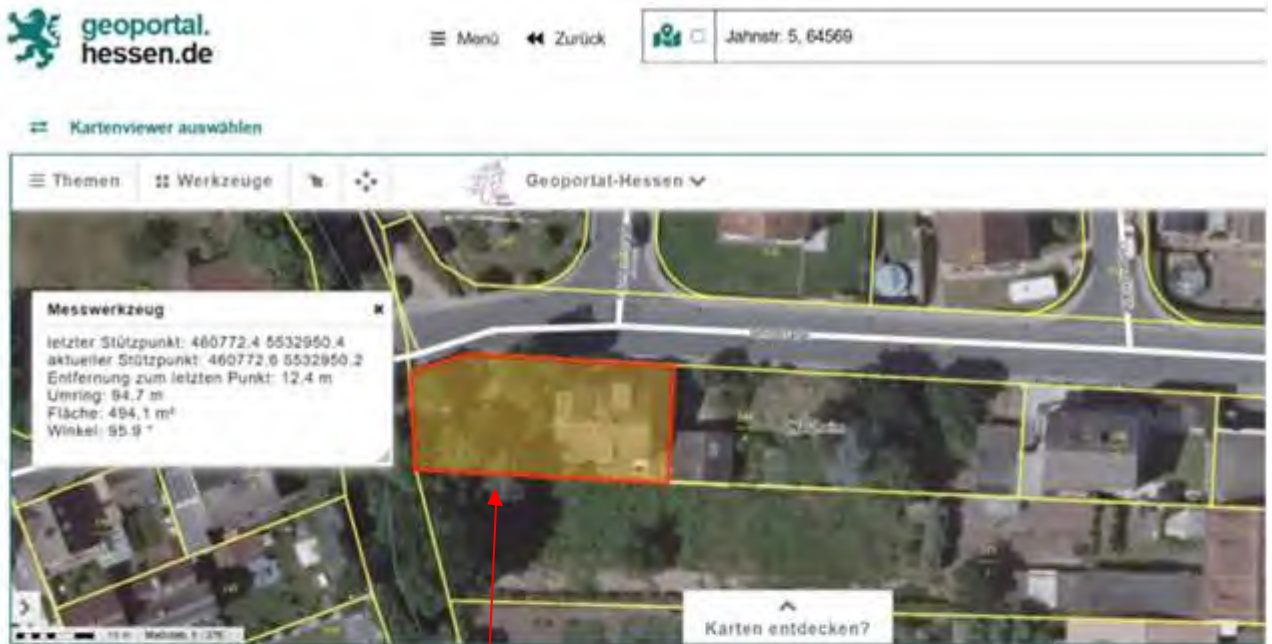 geoportal.
hessen.de
Menü
Zurück
Jahnstr. 5, 64569
Kartenviewer auswählen
Themen
Werkzeuge
Geoportal-Hessen
Messwerkzeug
letzter Stützpunkt: 460772.4 5532950.4
aktueller Stützpunkt: 460772.6 5532950.2
Entfernung zum letzten Punkt: 12.4 m
Umring: 94.7 m
Fläche: 494.1 m²
Winkel: 95.9 °
Karten entdecken?